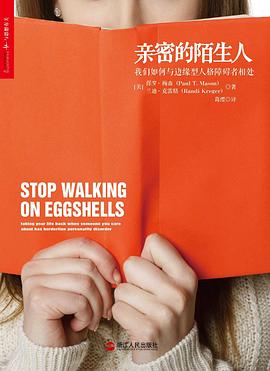 亲密的陌生人
我们如何与边缘型人格障碍者相处
[美] 保罗·梅森(Paul T. Mason)
兰迪·克雷格(Randi Kreger) 著
葛缨◎译
STOP WALKING
ON EGGSHELLS
taking your life back when someone you care
about has borderline personality disorder
浙江人民出版社